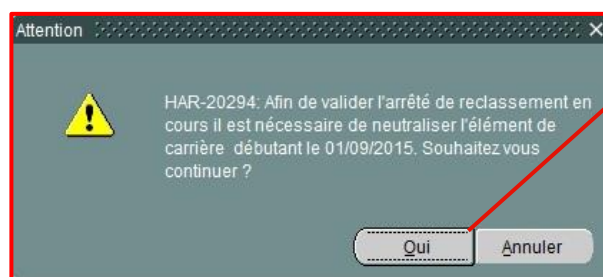 Attention
HAR-20294: Afin de valider l'arrêté de reclassement en
cours il est nécessaire de neutraliser l'élément de
carrière débutant le 01/09/2015. Souhaitez vous
continuer ?
Oui
Annuler